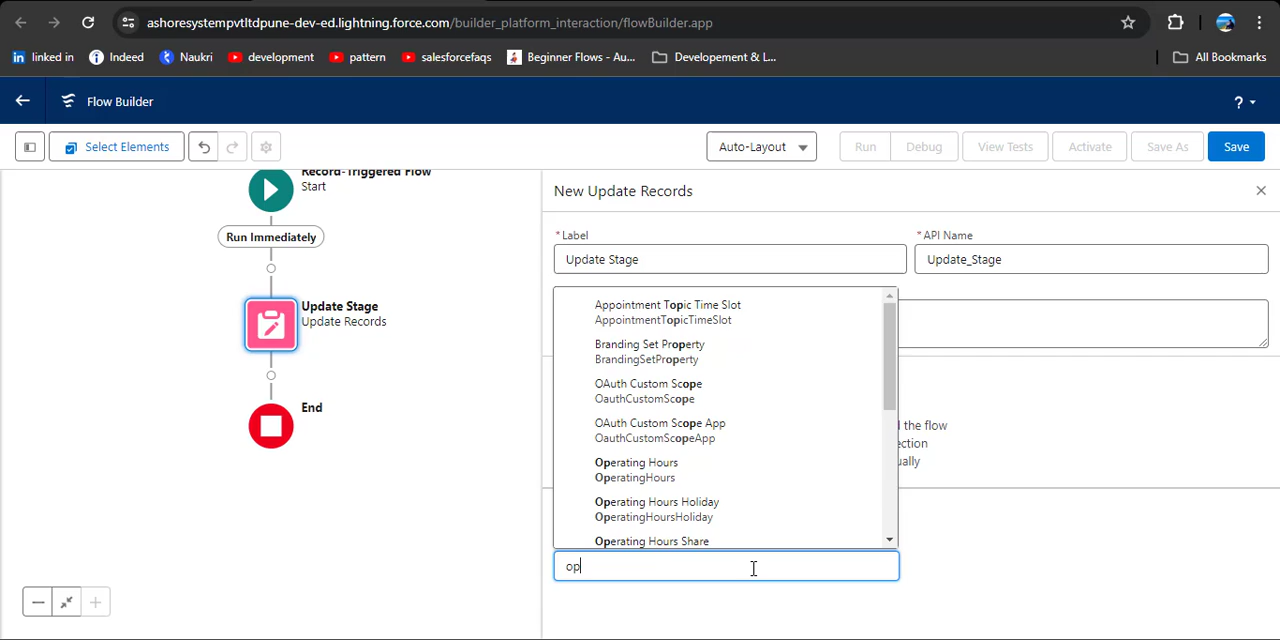 ashoresystempvtltdpune-dev-ed.lightning.force.com/builder_platform_interaction/flowBuilder.app
linked in
Indeed
Naukri
development
pattern
salesforcefaqs
Beginner Flows - Au...
Developement & L...
All Bookmarks
Flow Builder
?
Select Elements
Auto-Layout
Run
Debug
View Tests
Activate
Save As
Save
Record-Triggered Flow
Start
Run Immediately
Update Stage
Update Records
End
New Update Records
*Label
*API Name
Update Stage
Update_Stage
Appointment Topic Time Slot
AppointmentTopicTimeSlot
Branding Set Property
BrandingSetProperty
OAuth Custom Scope
OauthCustomScope
OAuth Custom Scope App
OauthCustomScopeApp
Operating Hours
OperatingHours
Operating Hours Holiday
OperatingHoursHoliday
Operating Hours Share
the flow
op